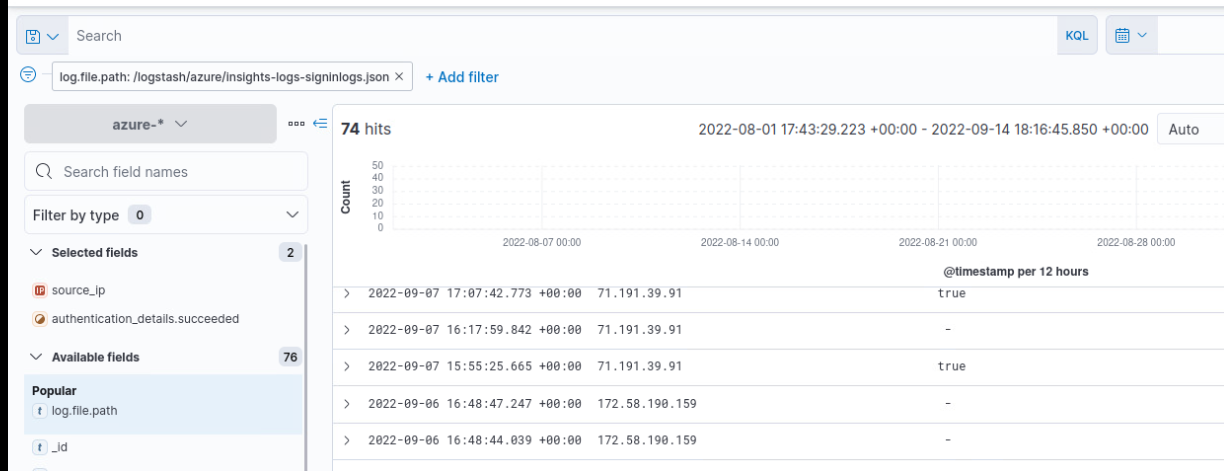 Search
KQL
log.file.path: /logstash/azure/insights-logs-signinlogs.json ×
+ Add filter
azure-*
74 hits
2022-08-01 17:43:29.223 +00:00 - 2022-09-14 18:16:45.850 +00:00
Auto
Search field names
Filter by type 0
Selected fields 2
source_ip
authentication_details.succeeded
Available fields 76
Popular
t log.file.path
t _id
Count
50
40
30
20
10
0
2022-08-07 00:00 2022-08-14 00:00 2022-08-21 00:00 2022-08-28 00:00
@timestamp per 12 hours
2022-09-07 17:07:42.773 +00:00 71.191.39.91 true
2022-09-07 16:17:59.842 +00:00 71.191.39.91 -
2022-09-07 15:55:25.665 +00:00 71.191.39.91 true
2022-09-06 16:48:47.247 +00:00 172.58.190.159 -
2022-09-06 16:48:44.039 +00:00 172.58.190.159 -